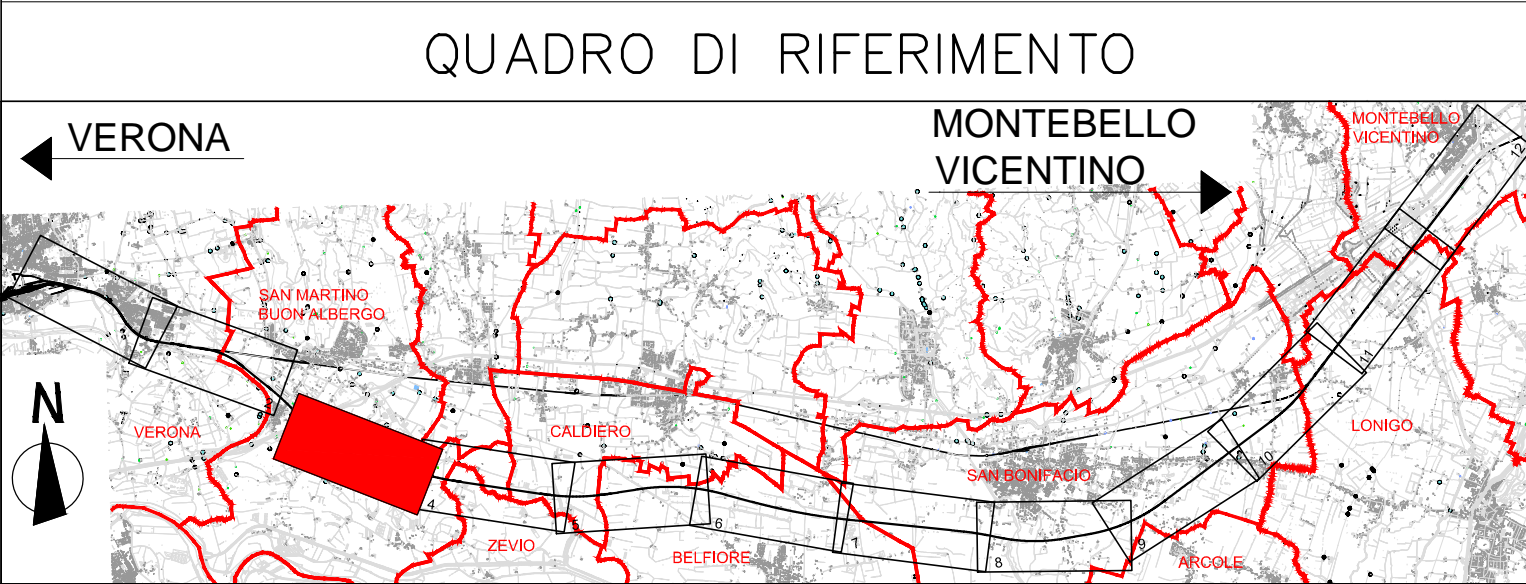 QUADRO DI RIFERIMENTO
VERONA
MONTEBELLO
VICENTINO
MONTEBELLO
VICENTINO
12
SAN MARTINO
BUON ALBERGO
11
N
VERONA
CALDIERO
LONIGO
10
SAN BONIFACIO
4
5
6
7
8
9
ZEVIO
BELFIORE
ARCOLE